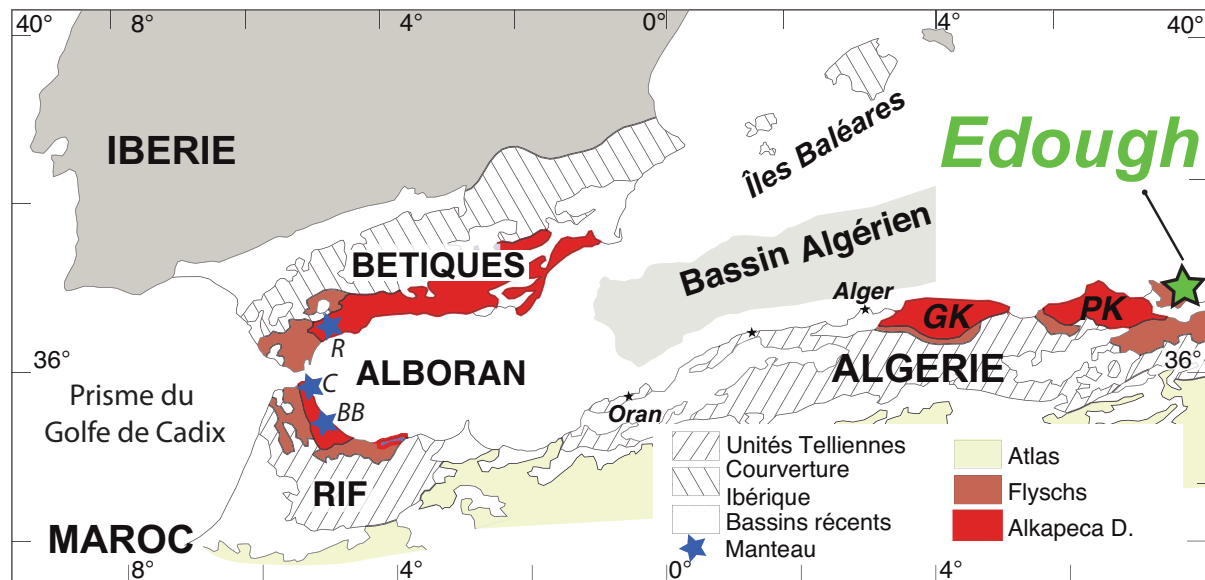 40°
8°
4°
0°
4°
40°
IBERIE
Îles Baléares
Edough
Bassin Algérien
BETIQUES
Alger
GK
PK
R
36°
ALBORAN
ALGERIE
36°
C
Prisme du
Golfe de Cadix
BB
Oran
RIF
MAROC
Unités Telliennes
Courverture
Ibérique
Bassins récents
Manteau
Atlas
Flyschs
Alkapeca D.
8°
4°
0°
4°